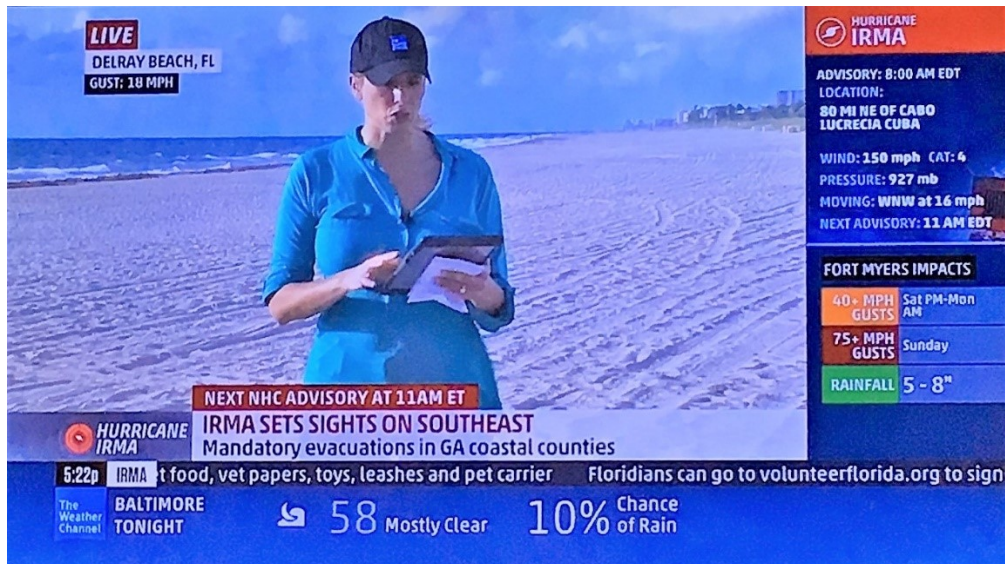 LIVE
DELRAY BEACH, FL
GUST: 18 MPH
HURRICANE
IRMA
ADVISORY: 8:00 AM EDT
LOCATION:
80 MI NE OF CABO
LUCRECIA CUBA
WIND: 150 mph CAT: 4
PRESSURE: 927 mb
MOVING: WNW at 16 mph
NEXT ADVISORY: 11 AM EDT
FORT MYERS IMPACTS
40+ MPH
GUSTS
Sat PM-Mon
AM
75+ MPH
GUSTS
Sunday
RAINFALL
5 - 8"
NEXT NHC ADVISORY AT 11AM ET
HURRICANE
IRMA
IRMA SETS SIGHTS ON SOUTHEAST
Mandatory evacuations in GA coastal counties
5:22p IRMA t food, vet papers, toys, leashes and pet carrier Floridians can go to volunteerflorida.org to sign
The
Weather
Channel
BALTIMORE
TONIGHT
58 Mostly Clear
10% Chance
of Rain